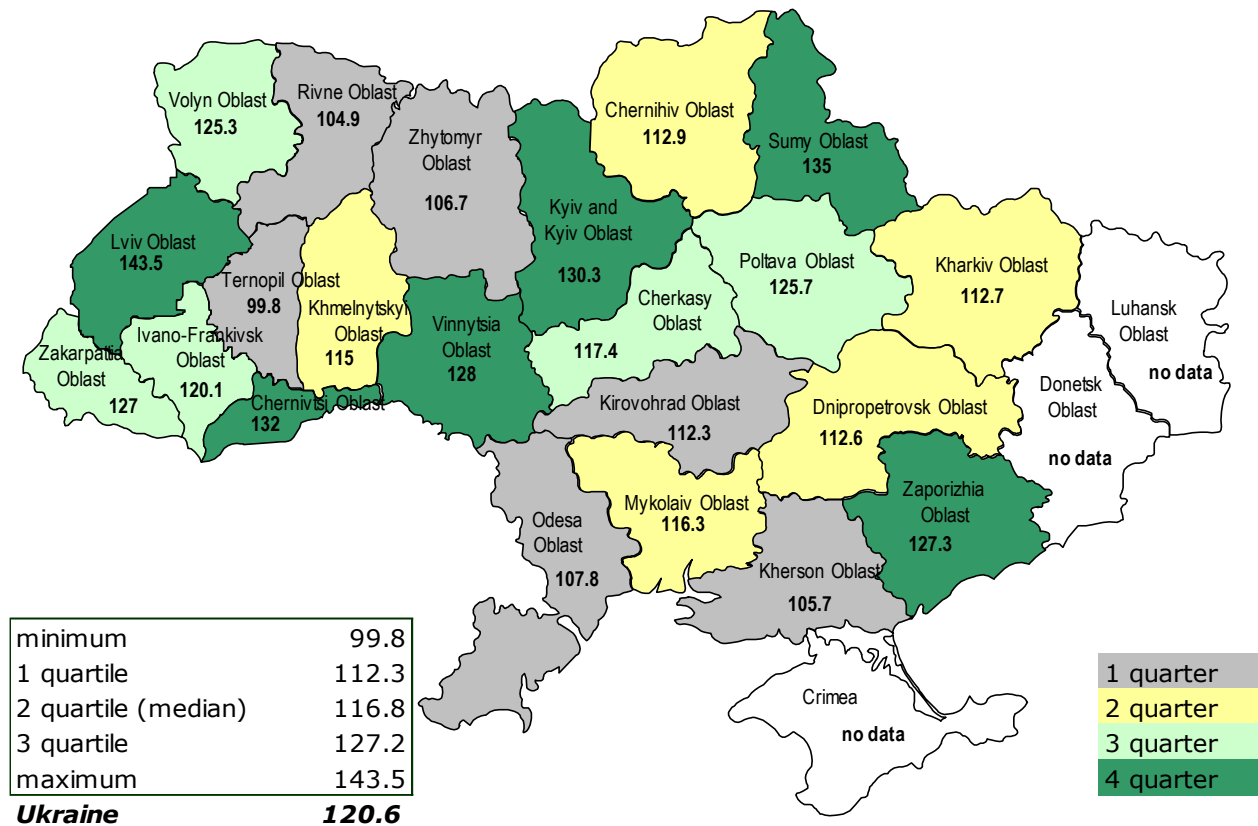 Volyn Oblast
125.3
Rivne Oblast
104.9
Zhytomyr
Oblast
106.7
Chernihiv Oblast
112.9
Sumy Oblast
135
Kyiv and
Kyiv Oblast
130.3
Lviv Oblast
143.5
Ternopil Oblast
99.8
Khmelnytskyi
Oblast
115
Vinnytsia
Oblast
128
Cherkasy
Oblast
117.4
Poltava Oblast
125.7
Kharkiv Oblast
112.7
Luhansk
Oblast
no data
Donetsk
Oblast
no data
Ivano-Frankivsk
Oblast
120.1
Zakarpattia
Oblast
127
Chernivtsi Oblast
132
Kirovohrad Oblast
112.3
Dnipropetrovsk Oblast
112.6
Zaporizhia
Oblast
127.3
Mykolaiv Oblast
116.3
Odesa
Oblast
107.8
Kherson Oblast
105.7
Crimea
no data
minimum 99.8
1 quartile 112.3
2 quartile (median) 116.8
3 quartile 127.2
maximum 143.5
Ukraine 120.6
1 quarter
2 quarter
3 quarter
4 quarter